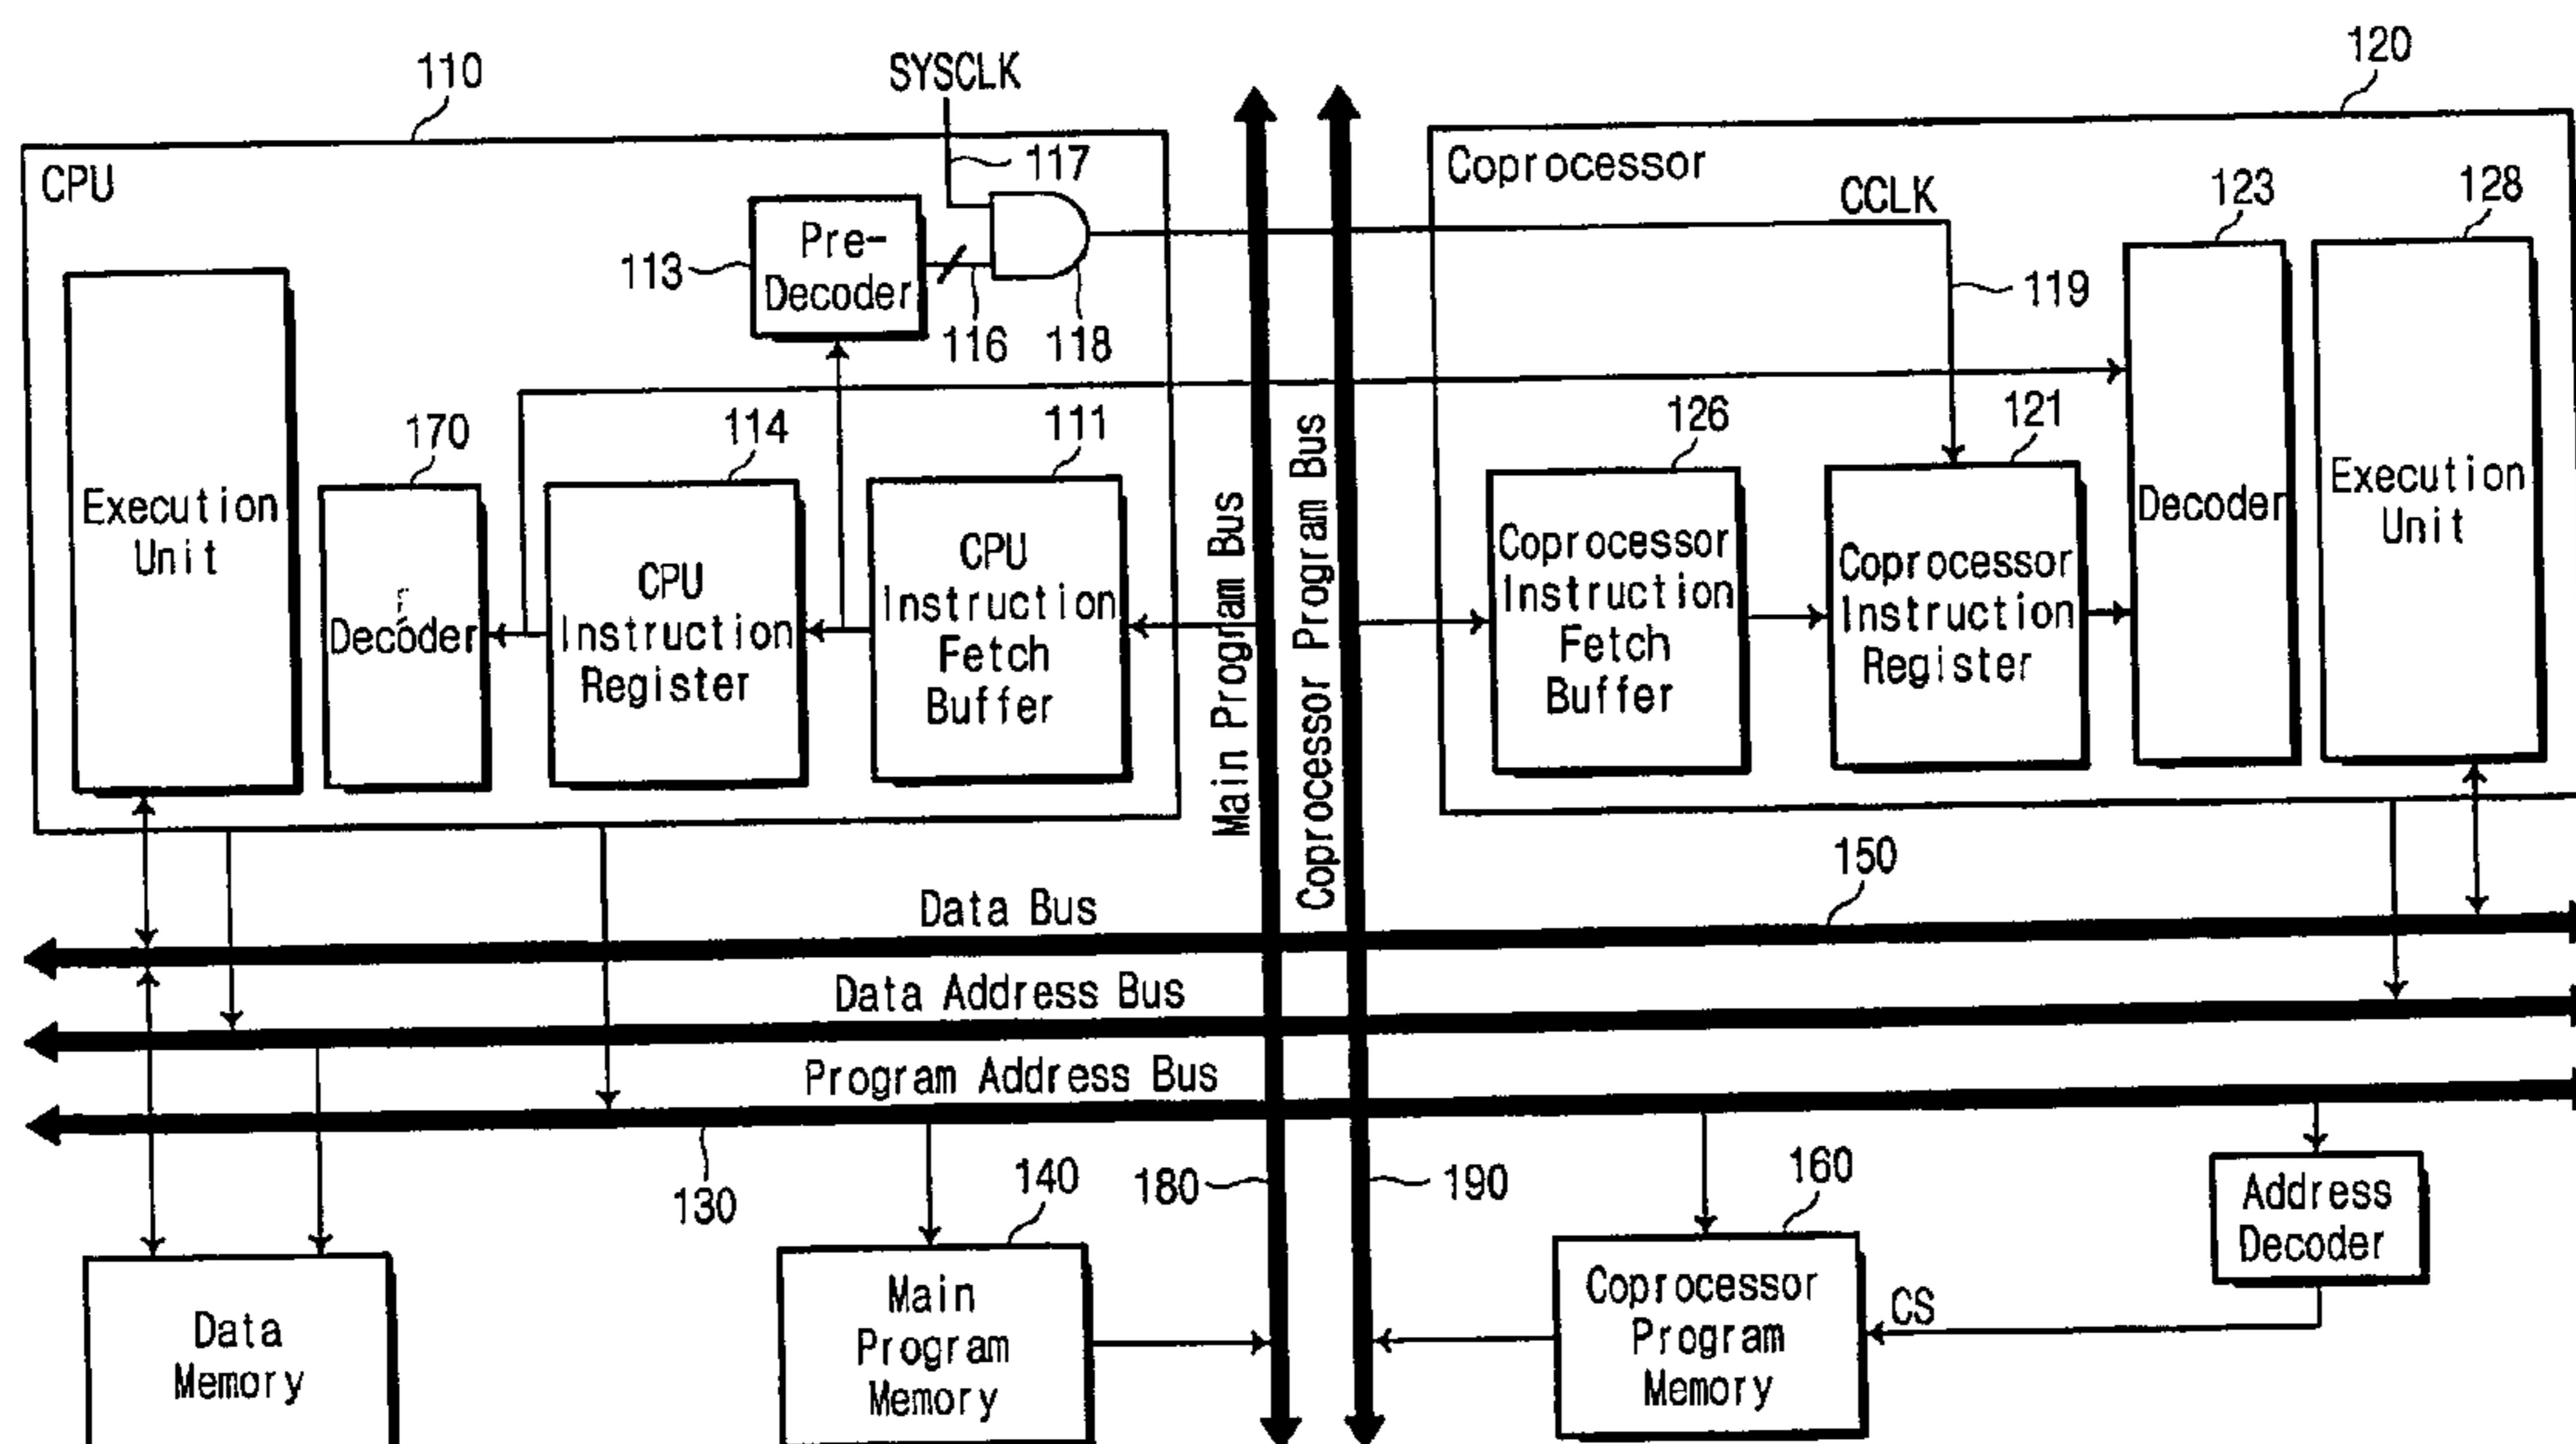 110
SYSCLK
120
117
CPU
Coprocessor
CCLK
123
128
Pre-
Decoder
113
116
118
119
170
114
111
126
121
Execution
Unit
Decoder
CPU
Instruction
Register
CPU
Instruction
Fetch
Buffer
Main Program Bus
Coprocessor Program Bus
Coprocessor
Instruction
Fetch
Buffer
Coprocessor
Instruction
Register
Decoder
Execution
Unit
150
Data Bus
Data Address Bus
Program Address Bus
130
140
180
190
160
Address
Decoder
Data
Memory
Main
Program
Memory
Coprocessor
Program
Memory
CS